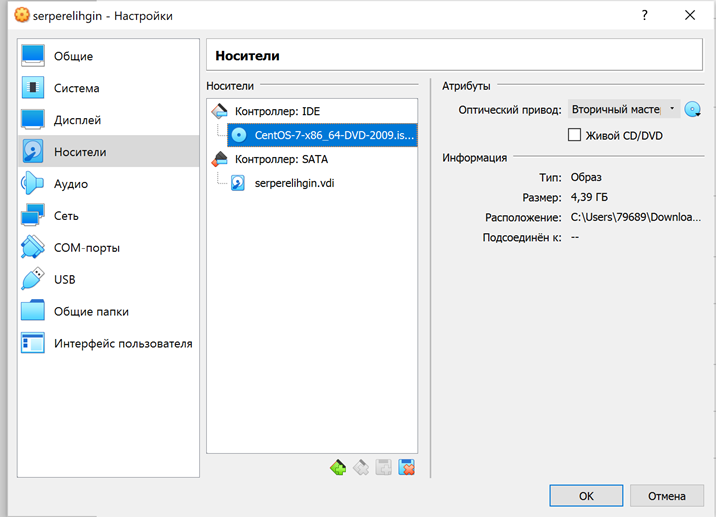 serperelihgin - Настройки
?
Общие
Система
Дисплей
Носители
Аудио
Сеть
COM-порты
USB
Общие папки
Интерфейс пользователя
Носители
Носители
Контроллер: IDE
CentOS-7-x86_64-DVD-2009.is...
Контроллер: SATA
serperelihgin.vdi
Атрибуты
Оптический привод: Вторичный масте
Живой CD/DVD
Информация
Тип: Образ
Размер: 4,39 ГБ
Расположение: C:\Users\79689\Downloa...
Подсоединён к: --
OK
Отмена